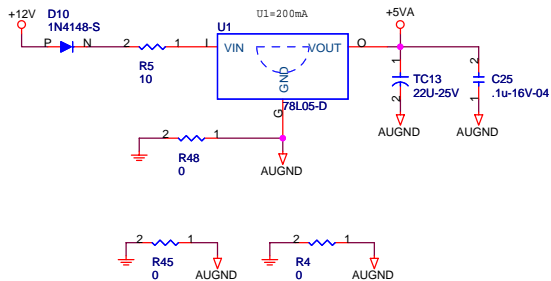 +12V D10 U1 U1=200mA +5VA
1N4148-S
P N 2 1 I VIN VOUT O
R5 GND 1 TC13 2 C25
10 2 22U-25V 1 .1u-16V-04
G 78L05-D
2 1 AUGND AUGND
R48
0 AUGND
2 1 2 1
R45 R4
0 AUGND 0 AUGND